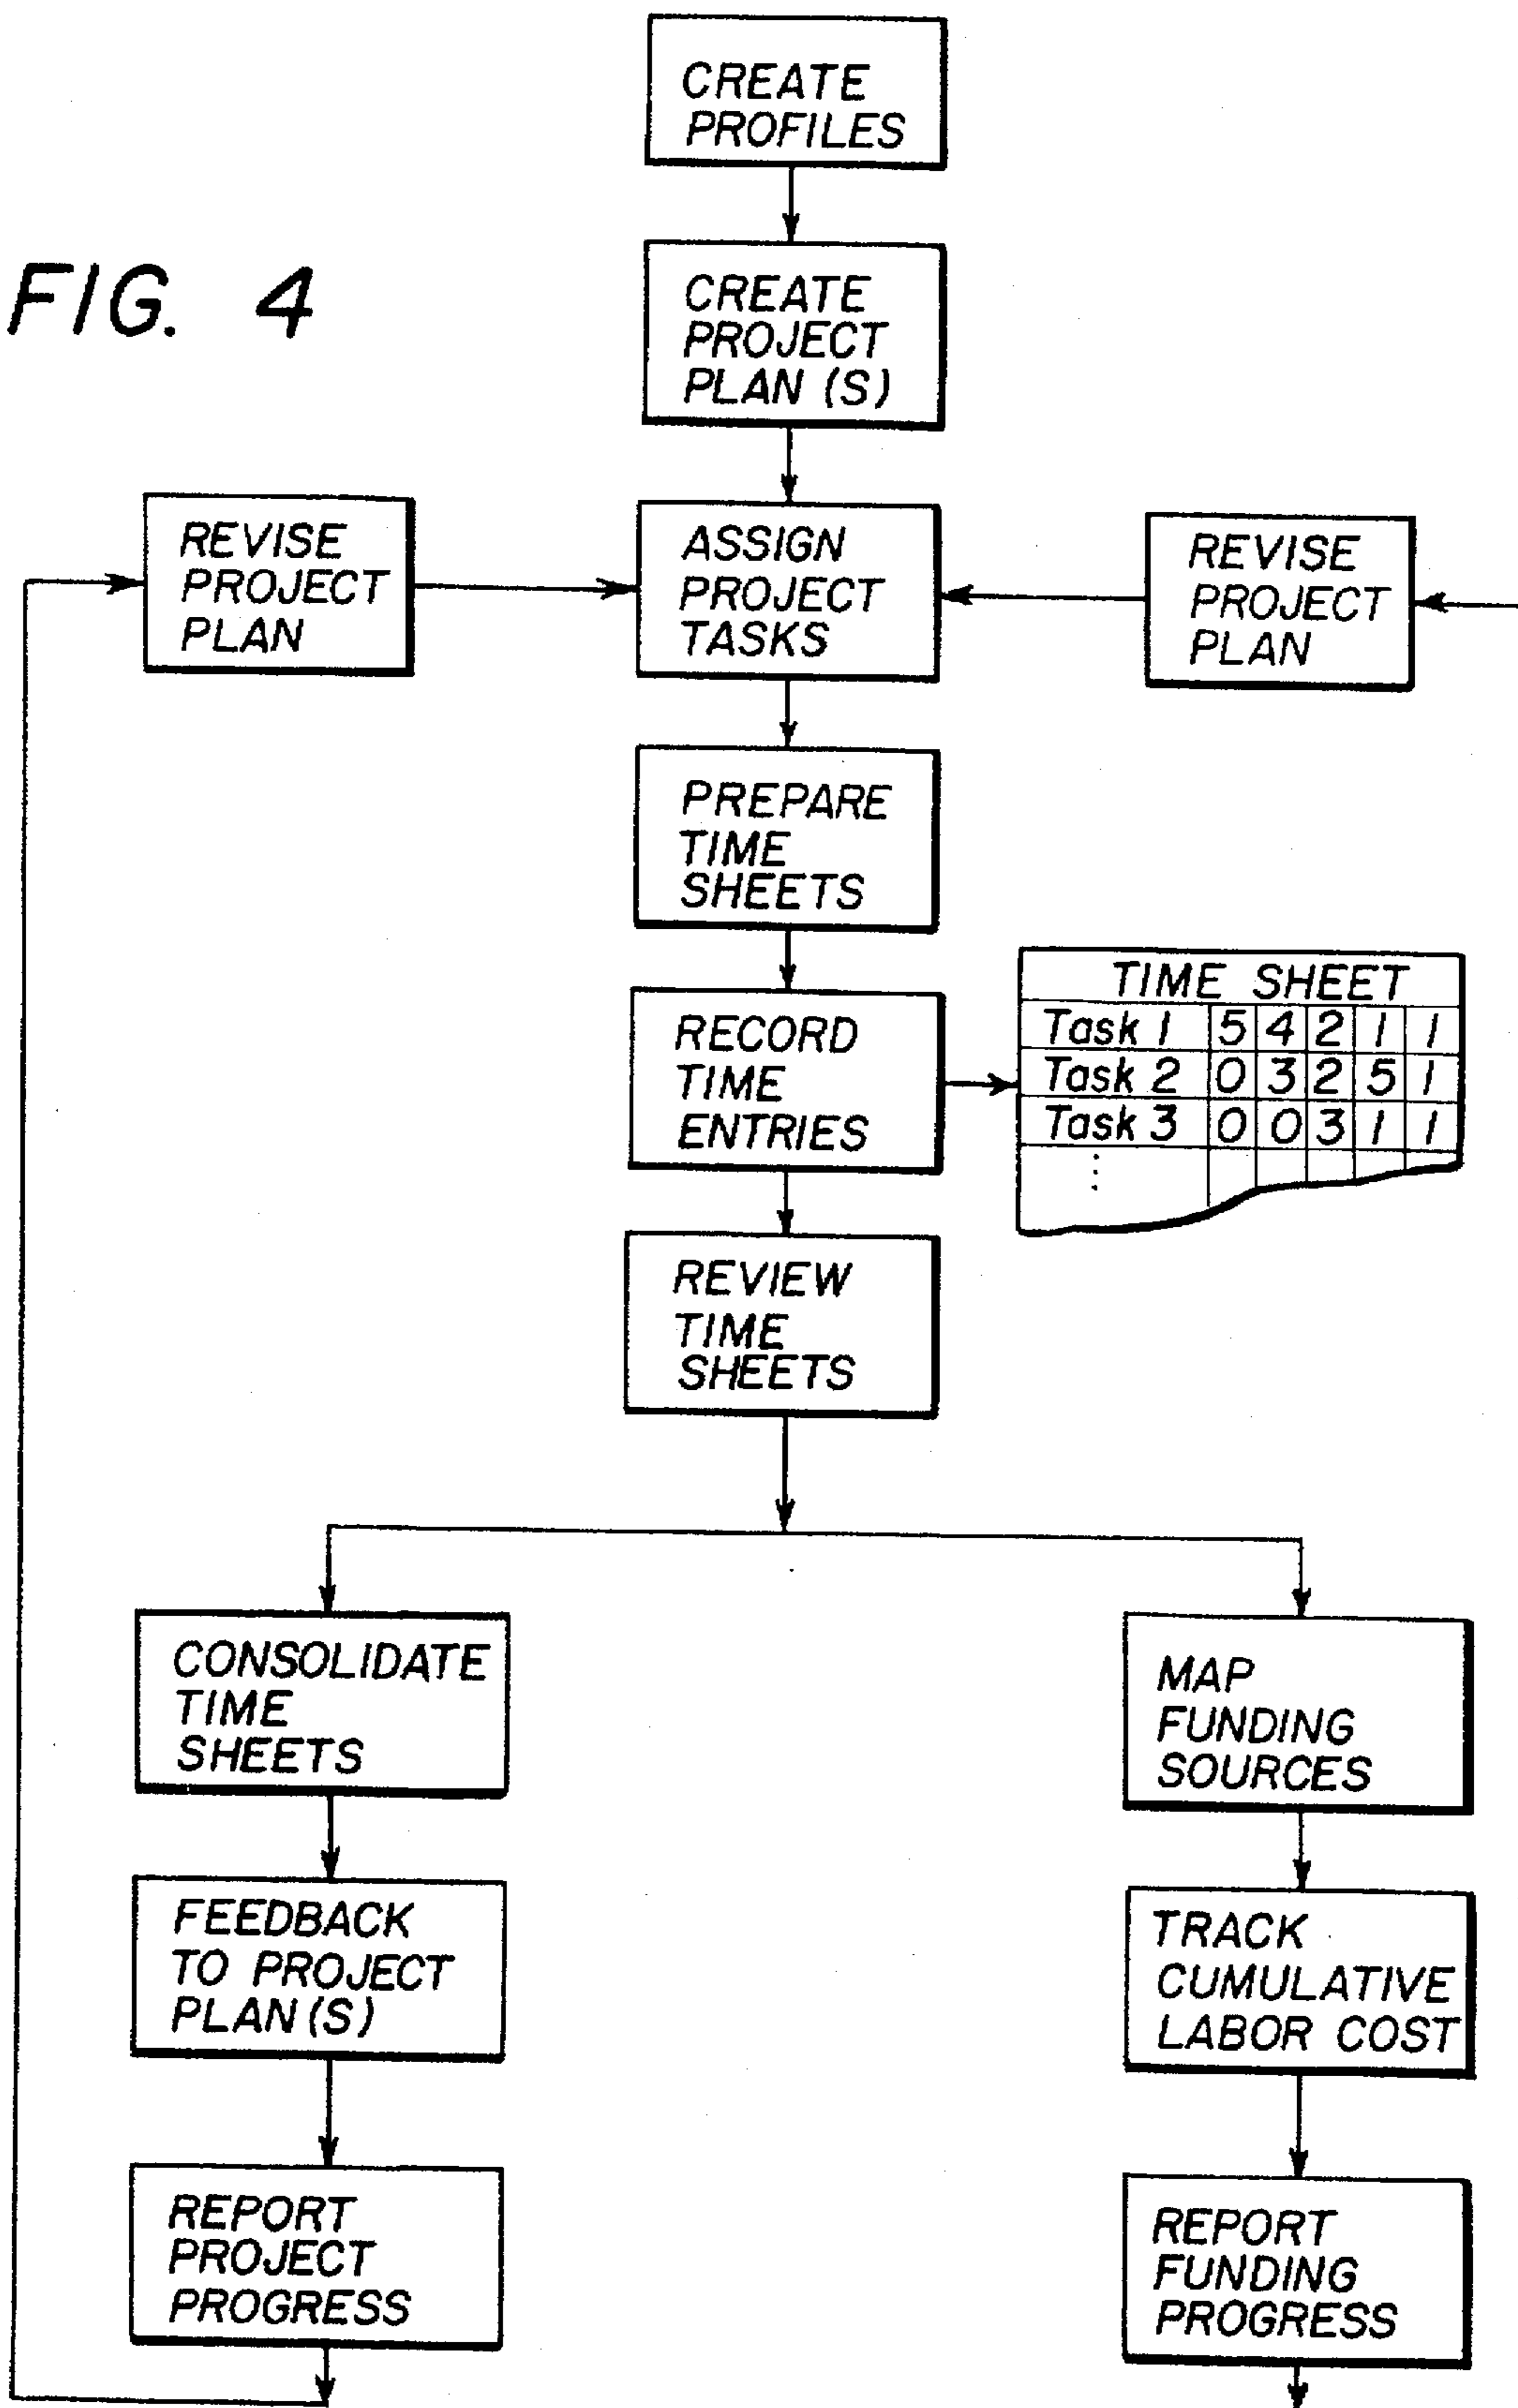 CREATE
PROFILES
FIG. 4
CREATE
PROJECT
PLAN (S)
REVISE
PROJECT
PLAN
ASSIGN
PROJECT
TASKS
REVISE
PROJECT
PLAN
PREPARE
TIME
SHEETS
RECORD
TIME
ENTRIES
TIME SHEET
Task 1 5 4 2 1 1
Task 2 0 3 2 5 1
Task 3 0 0 3 1 1
⋮
REVIEW
TIME
SHEETS
CONSOLIDATE
TIME
SHEETS
FEEDBACK
TO PROJECT
PLAN (S)
REPORT
PROJECT
PROGRESS
MAP
FUNDING
SOURCES
TRACK
CUMULATIVE
LABOR COST
REPORT
FUNDING
PROGRESS